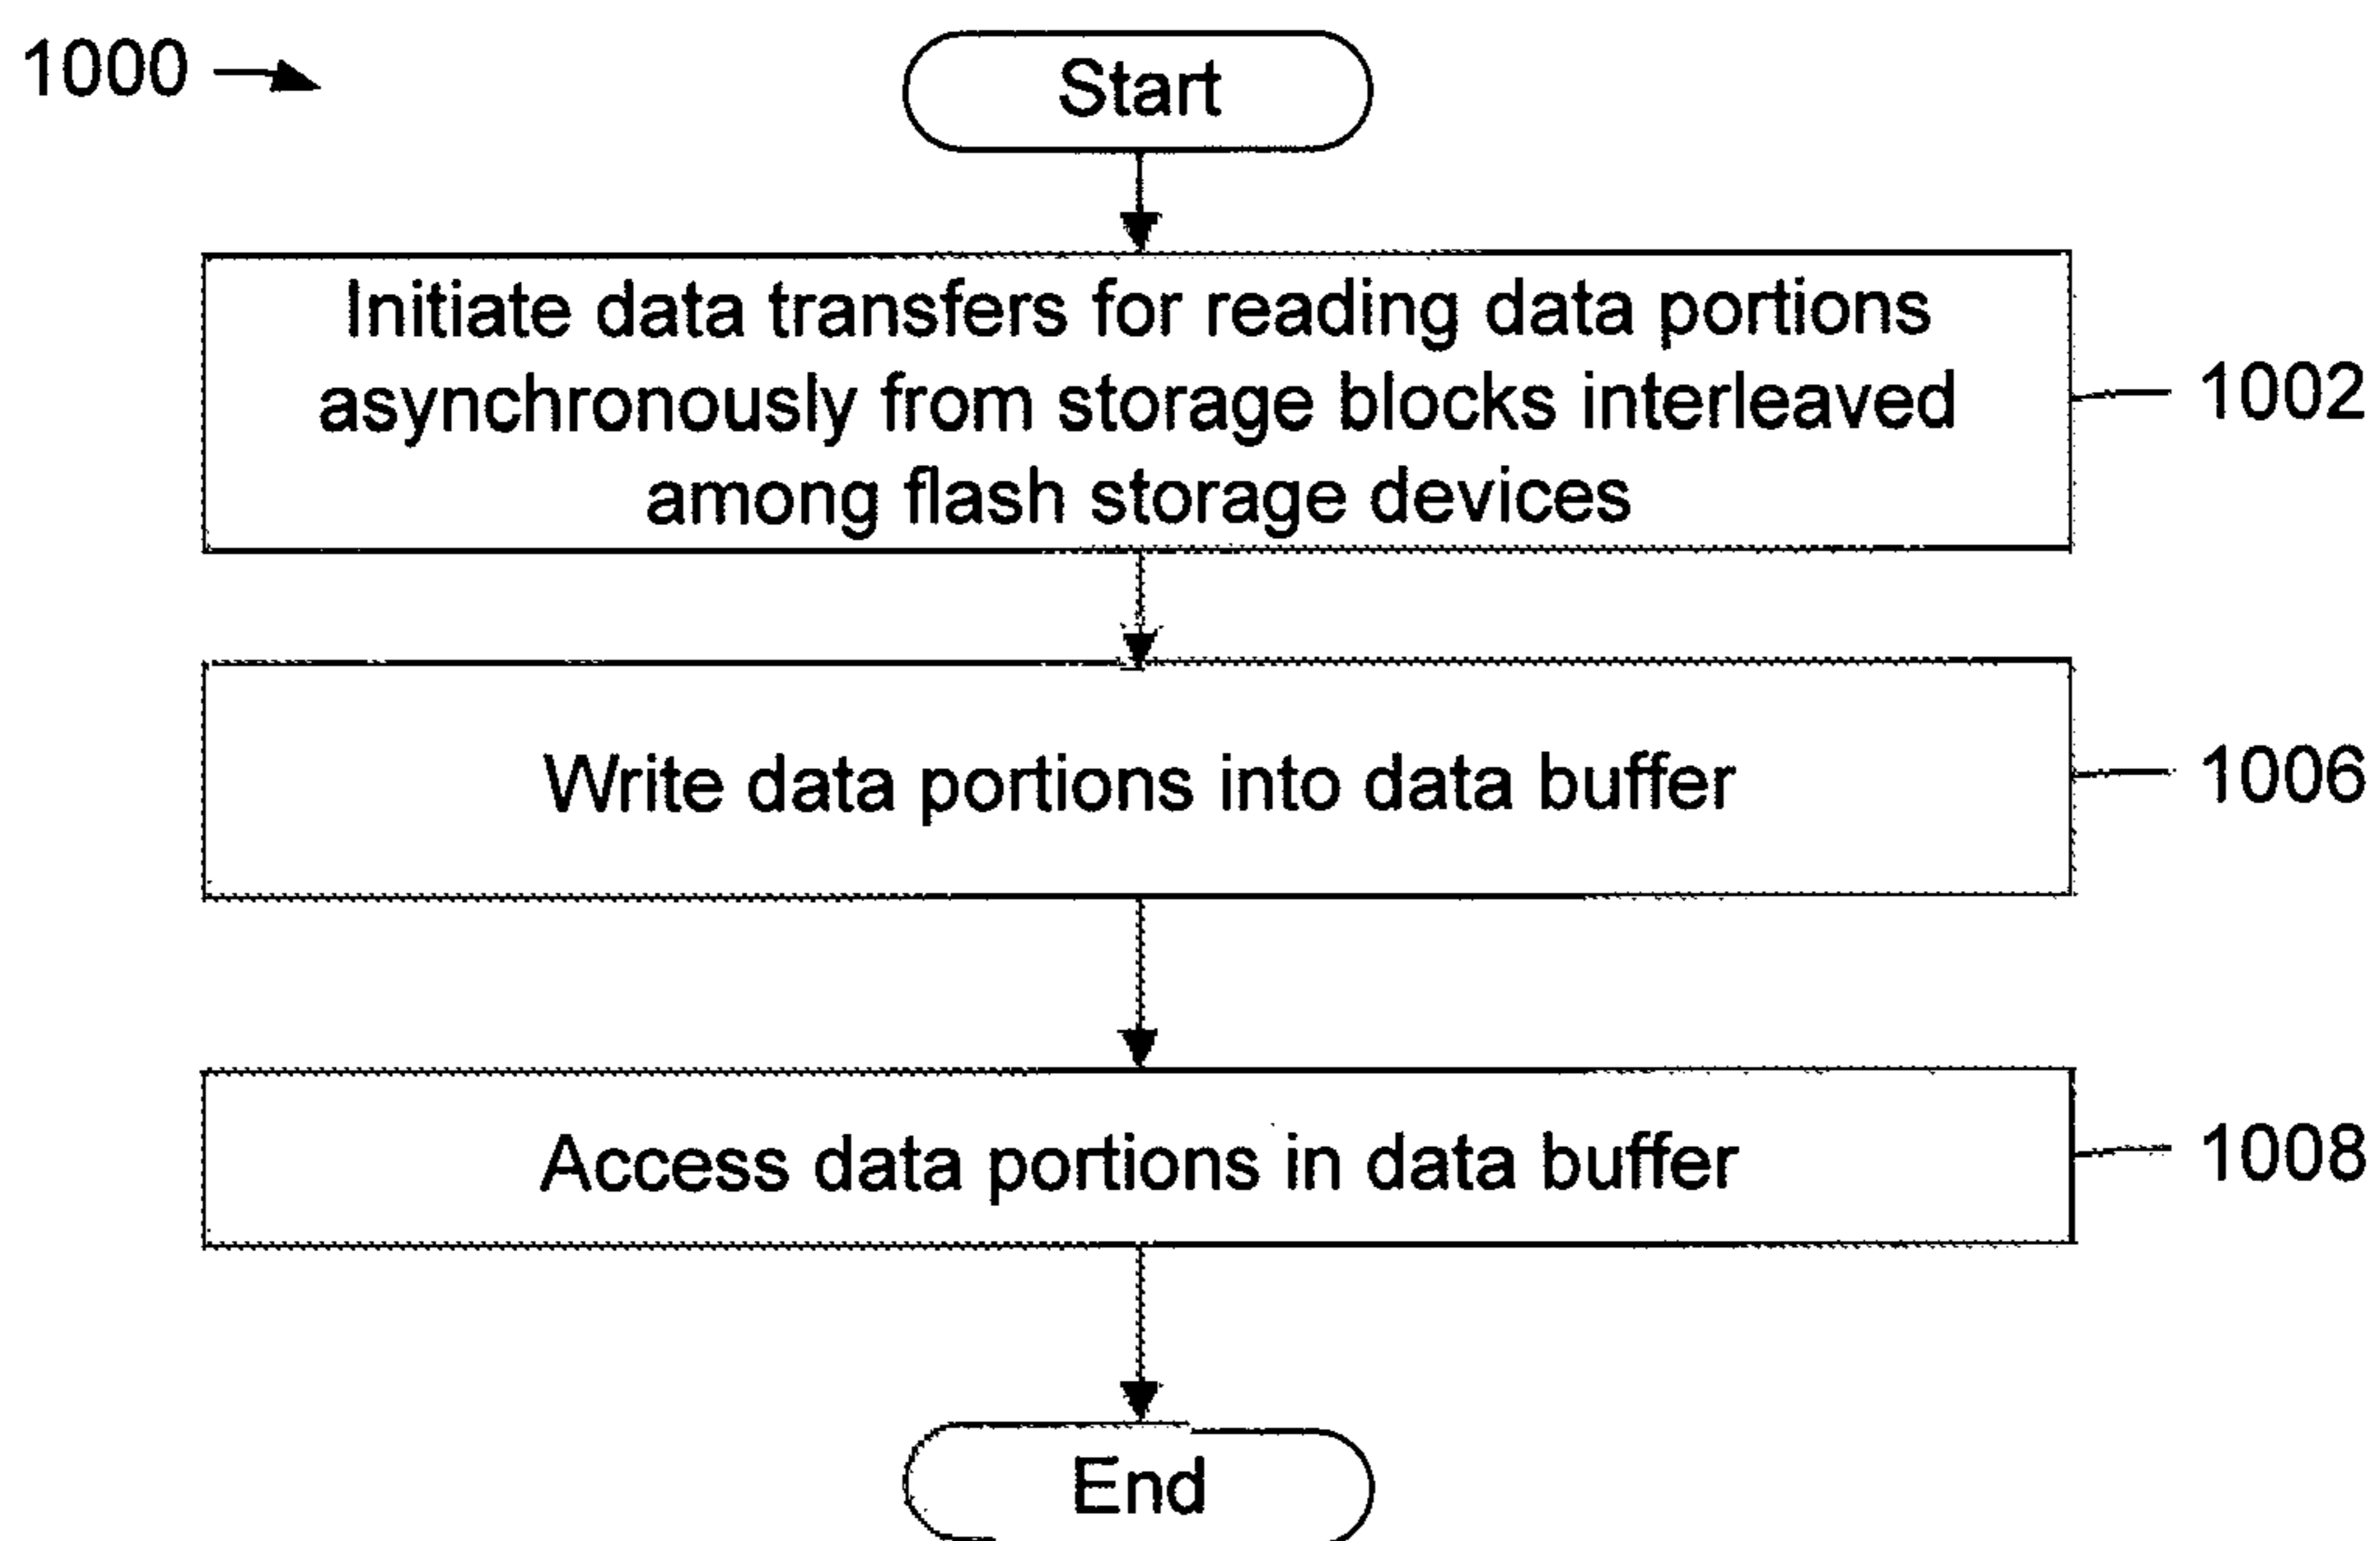 1000
Start
Initiate data transfers for reading data portions
asynchronously from storage blocks interleaved
among flash storage devices
1002
Write data portions into data buffer
1006
Access data portions in data buffer
1008
End